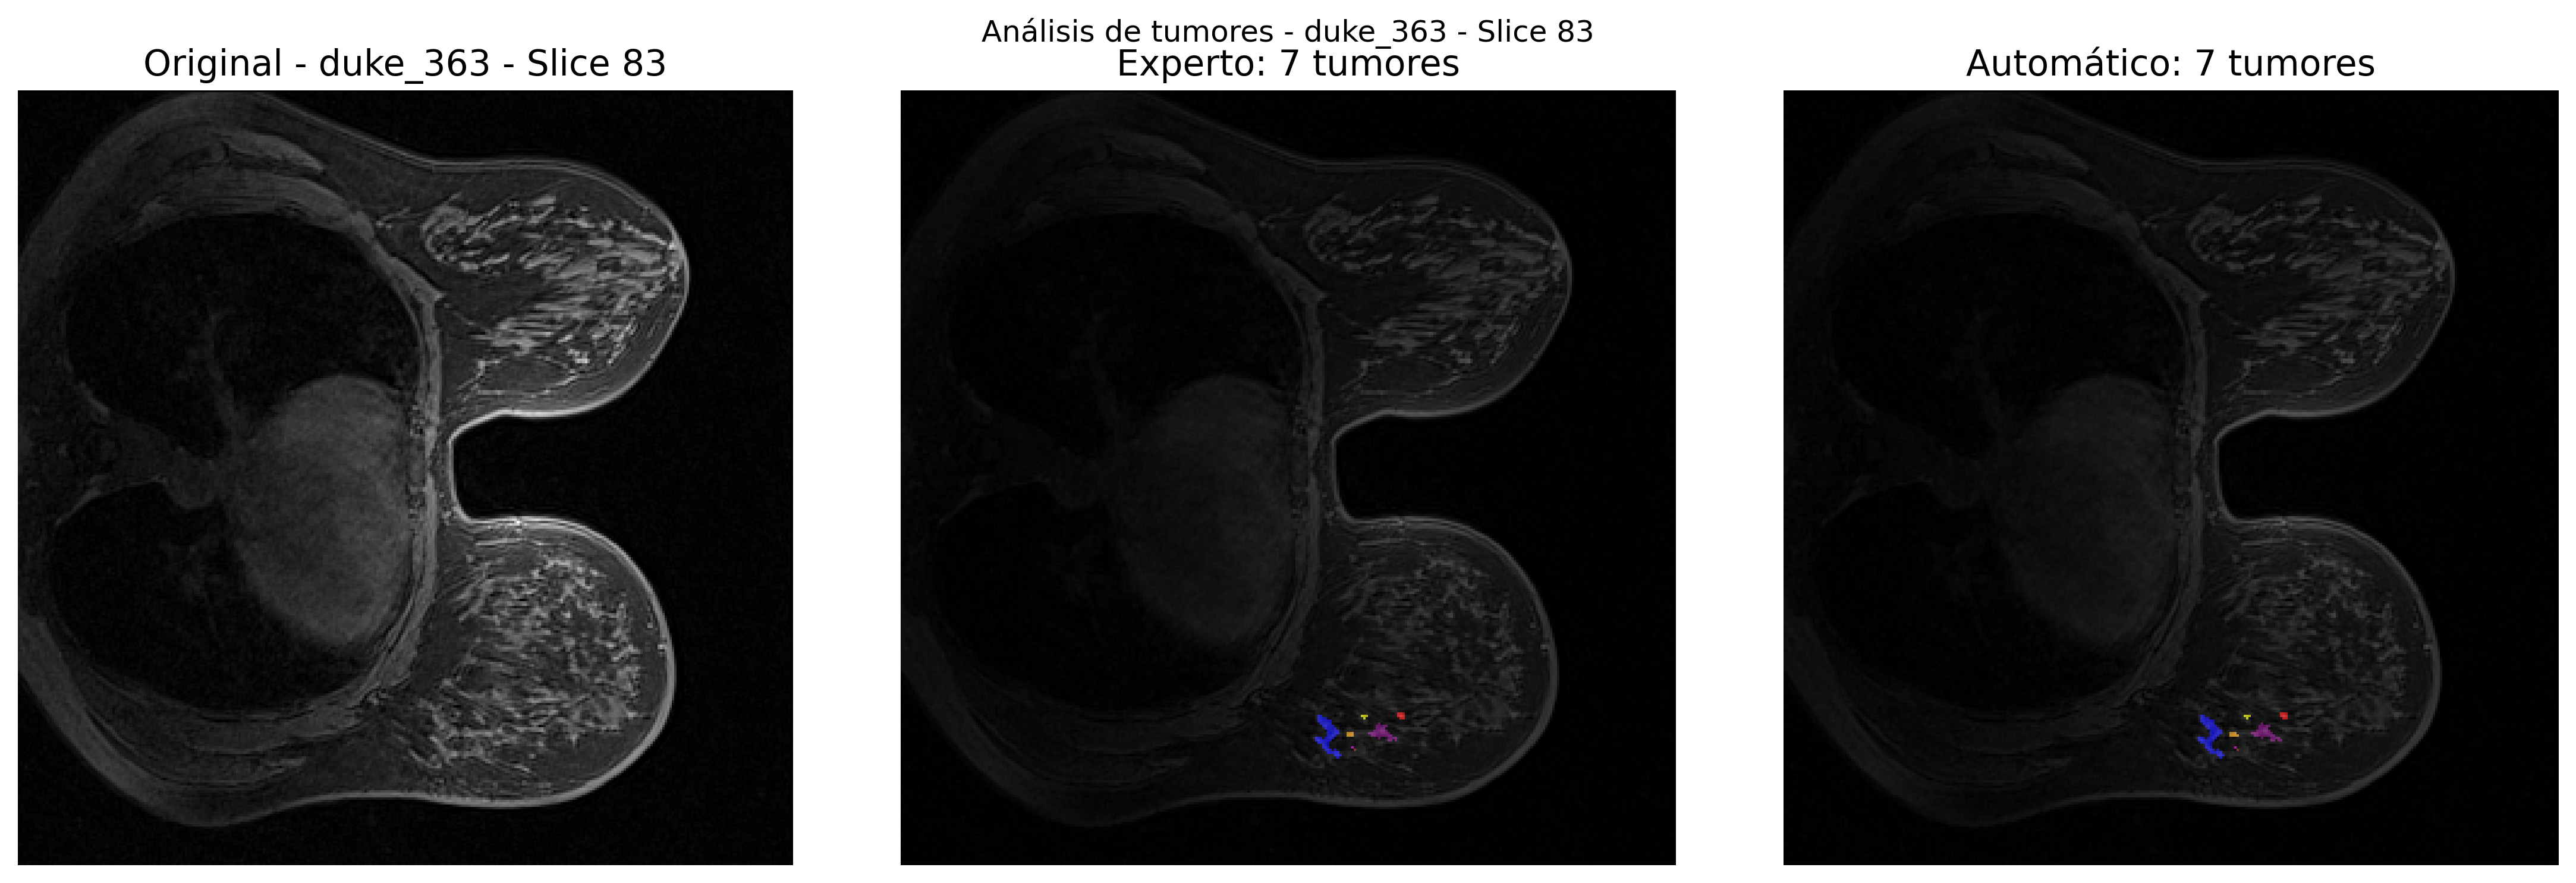 Análisis de tumores - duke_363 - Slice 83
Original - duke_363 - Slice 83
Experto: 7 tumores
Automático: 7 tumores